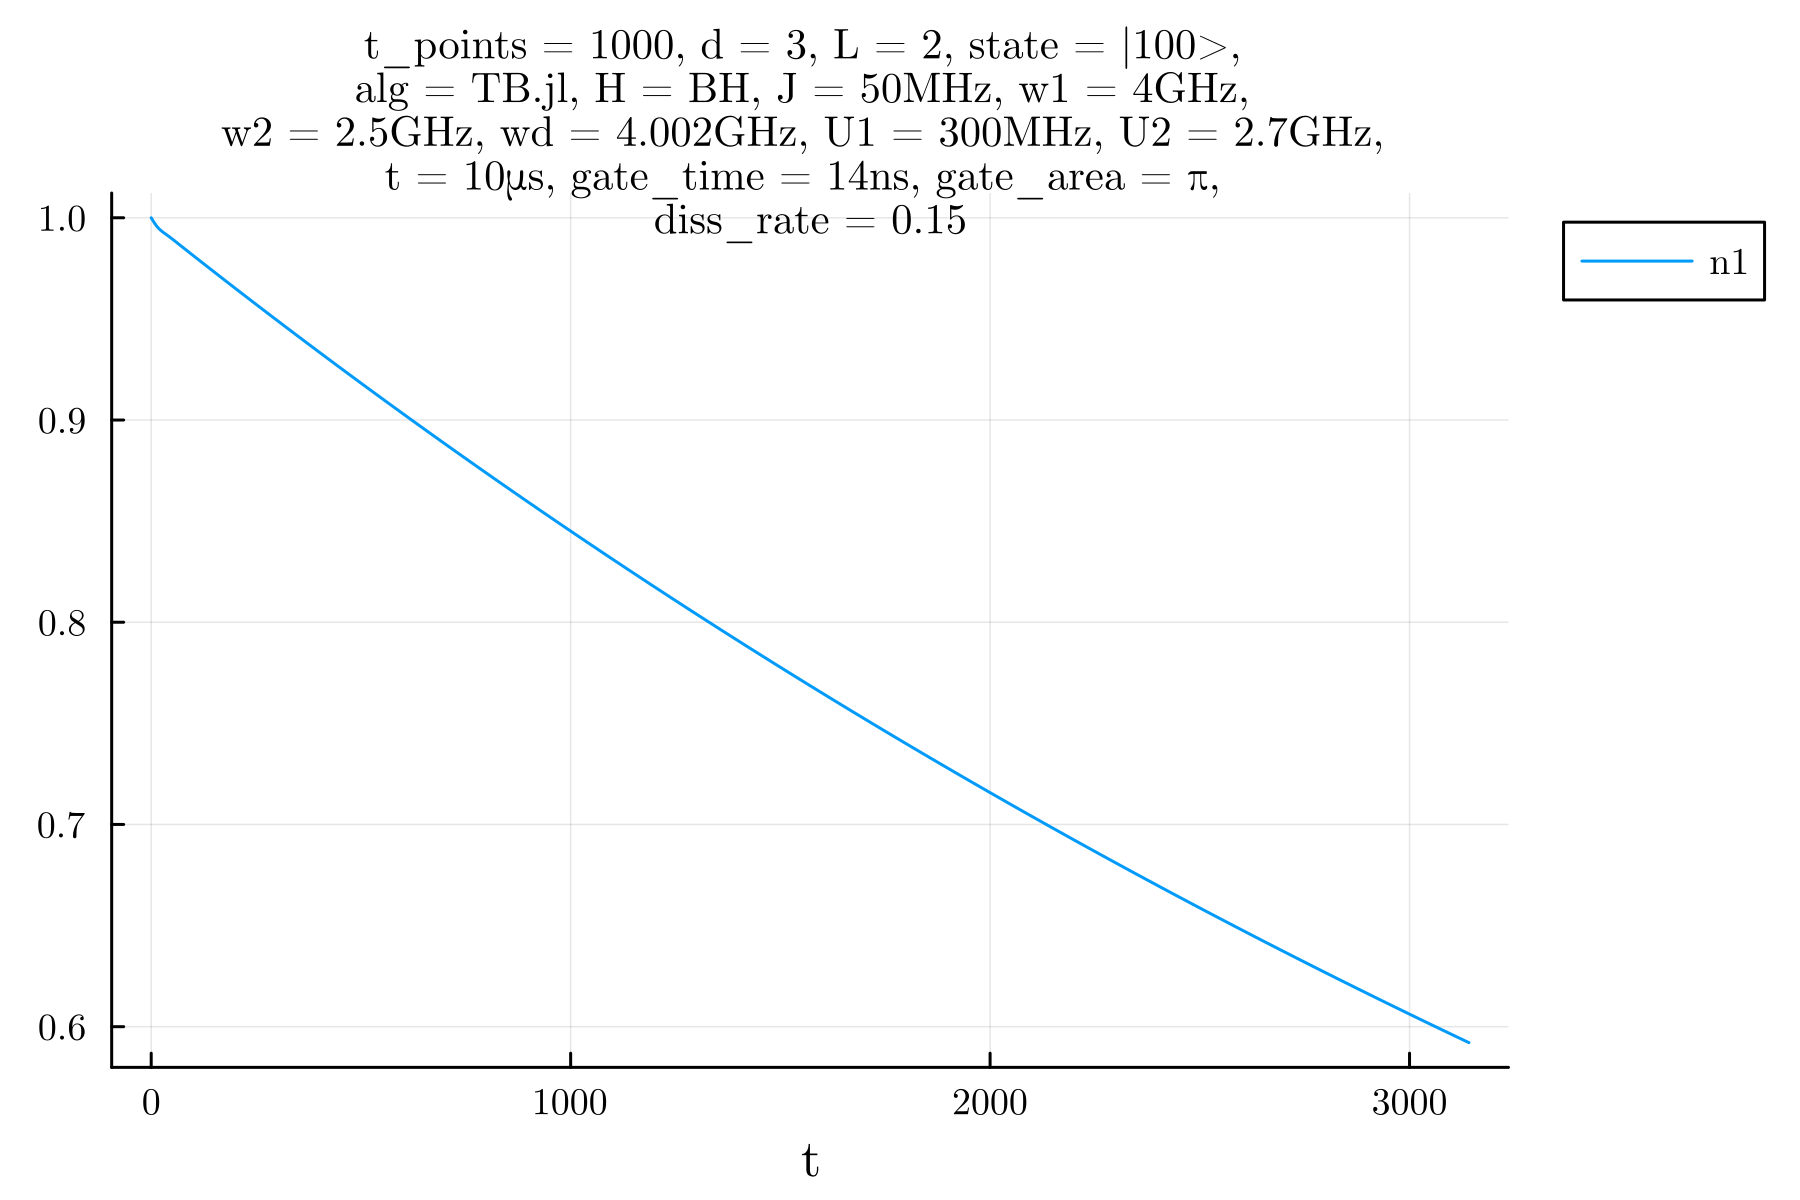 t_points = 1000, d = 3, L = 2, state = |100>,
alg = TB.jl, H = BH, J = 50MHz, w1 = 4GHz,
w2 = 2.5GHz, wd = 4.002GHz, U1 = 300MHz, U2 = 2.7GHz,
t = 10μs, gate_time = 14ns, gate_area = π,
diss_rate = 0.15
n1
1.0
0.9
0.8
0.7
0.6
0 1000 2000 3000
t